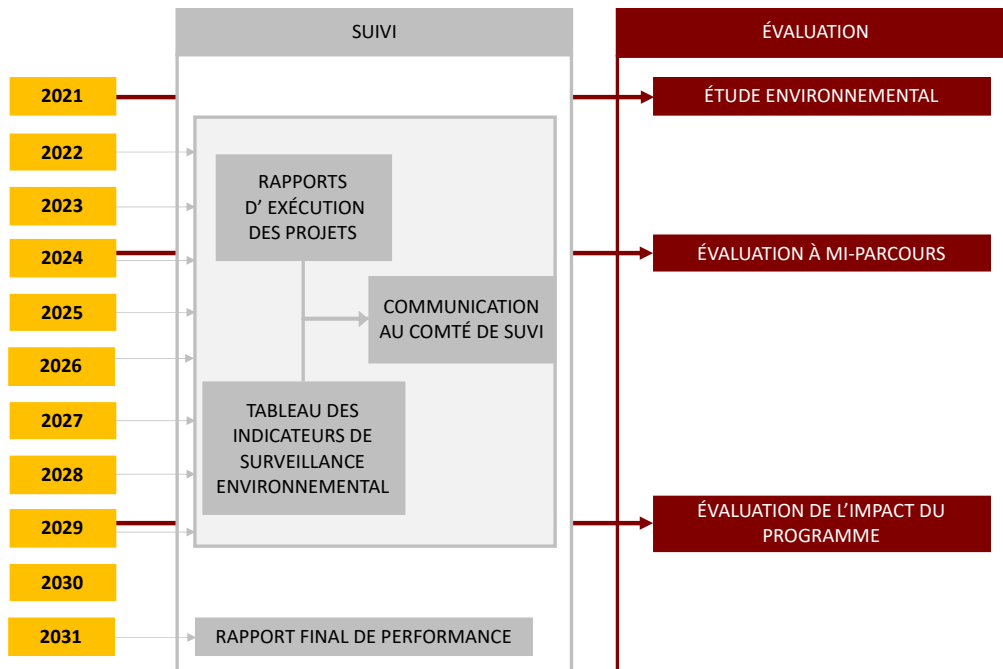 SUIVI
ÉVALUATION
2021
ÉTUDE ENVIRONNEMENTAL
2022
RAPPORTS
D’ EXÉCUTION
DES PROJETS
2023
2024
ÉVALUATION À MI-PARCOURS
2025
COMMUNICATION
AU COMTÉ DE SUVI
2026
2027
TABLEAU DES
INDICATEURS DE
SURVEILLANCE
ENVIRONNEMENTAL
2028
2029
ÉVALUATION DE L’IMPACT DU
PROGRAMME
2030
2031
RAPPORT FINAL DE PERFORMANCE